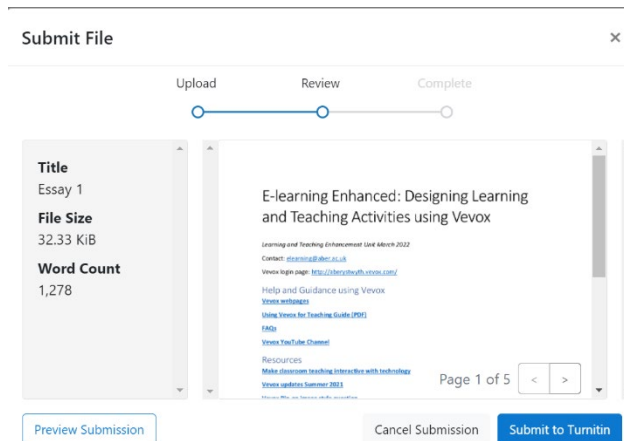 Submit File ×
Upload Review Complete
Title
Essay 1
File Size
32.33 KiB
Word Count
1,278
E-learning Enhanced: Designing Learning
and Teaching Activities using Vevox
Learning and Teaching Enhancement Unit March 2022
Contact: elearning@aber.ac.uk
Vevox login page: http://aberystwyth.vevox.com/
Help and Guidance using Vevox
Vevox webpages
Using Vevox for Teaching Guide (PDF)
FAQs
Vevox YouTube Channel
Resources
Make classroom teaching interactive with technology
Vevox updates Summer 2021
Page 1 of 5 < >
Preview Submission Cancel Submission Submit to Turnitin